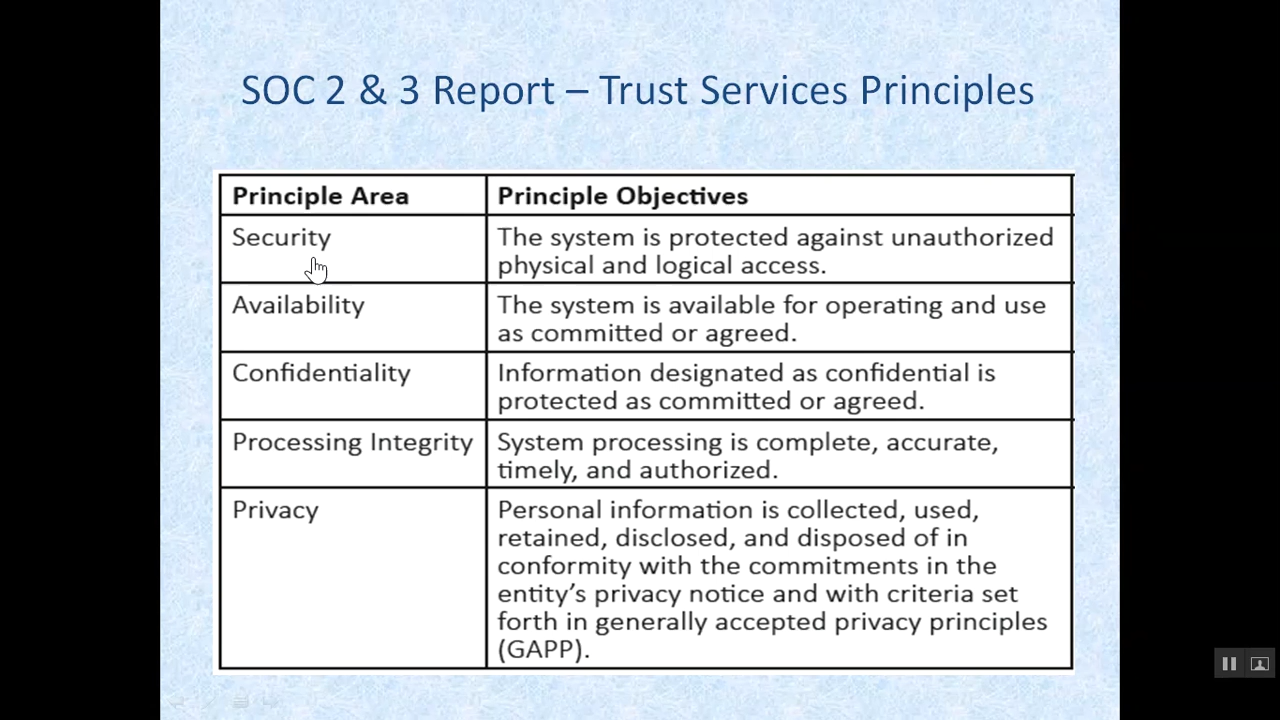 SOC 2 & 3 Report – Trust Services Principles
Principle Area
Principle Objectives
Security
The system is protected against unauthorized
physical and logical access.
Availability
The system is available for operating and use
as committed or agreed.
Confidentiality
Information designated as confidential is
protected as committed or agreed.
Processing Integrity
System processing is complete, accurate,
timely, and authorized.
Privacy
Personal information is collected, used,
retained, disclosed, and disposed of in
conformity with the commitments in the
entity’s privacy notice and with criteria set
forth in generally accepted privacy principles
(GAPP).